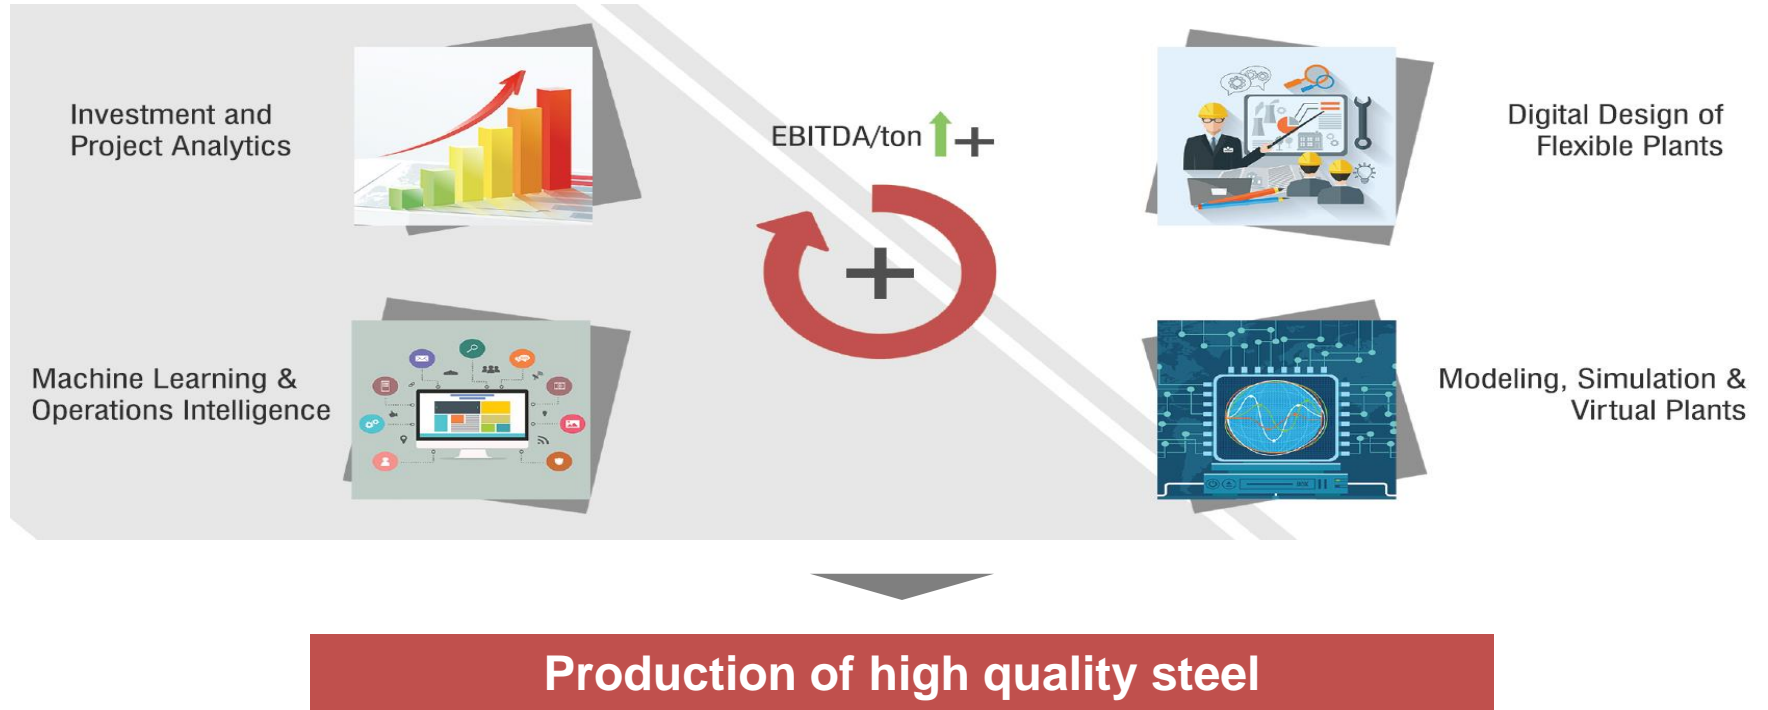 Investment and
Project Analytics
EBITDA/ton
Digital Design of
Flexible Plants
Machine Learning &
Operations Intelligence
Modeling, Simulation &
Virtual Plants
Production of high quality steel